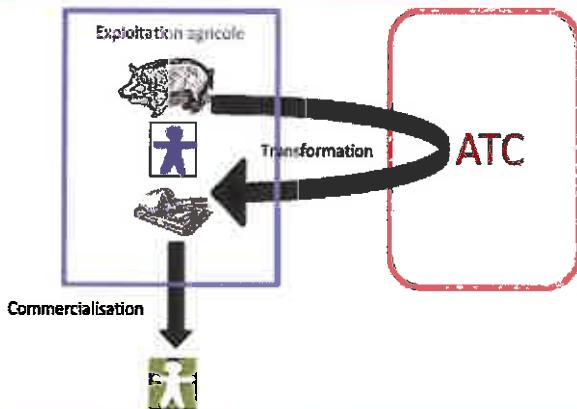 Exploitation agricole
Transformation
ATC
Commercialisation